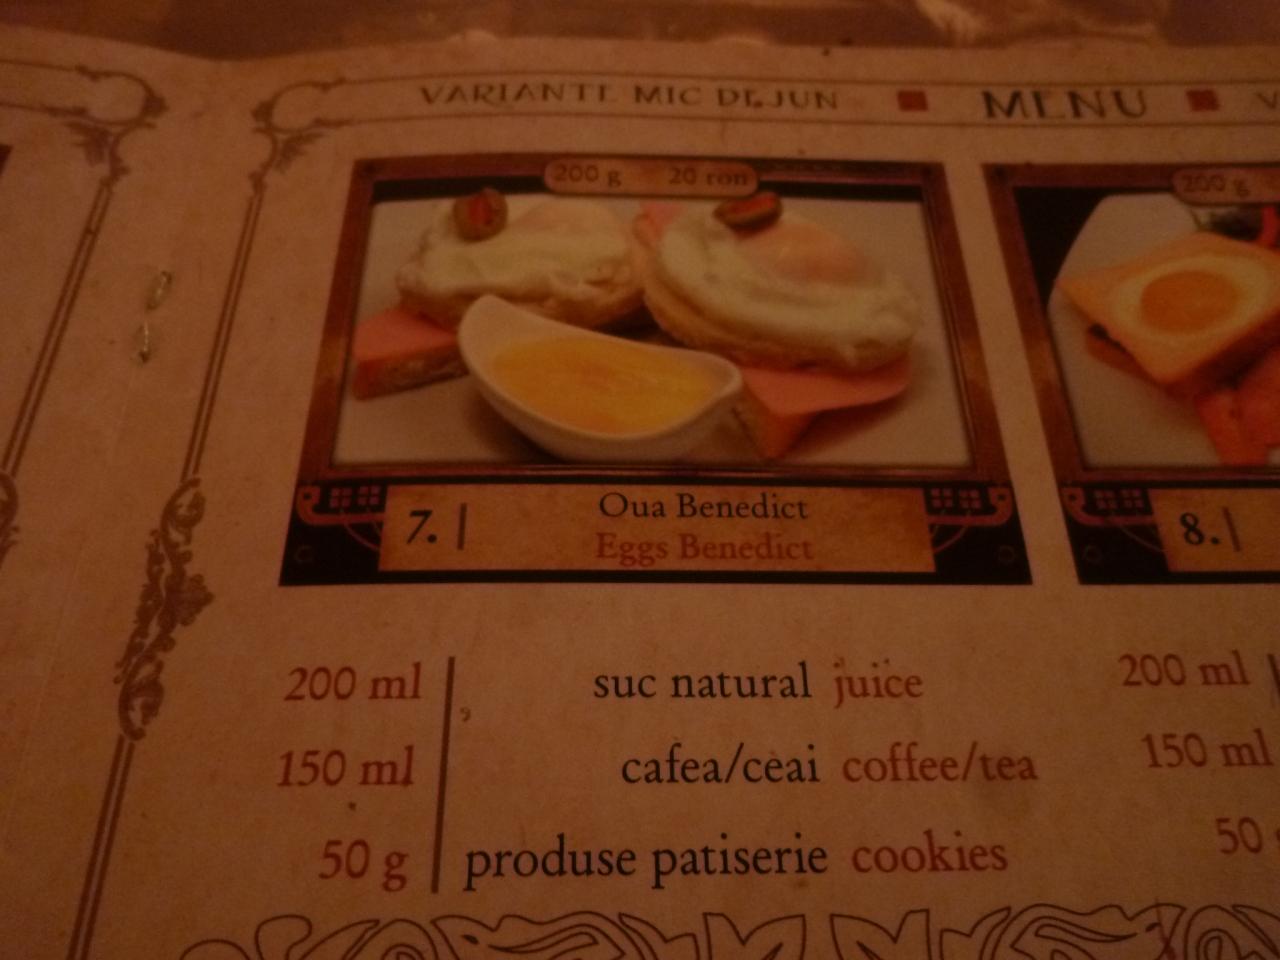 VARIANTE MIC DEJUN ■ MENU ■ V
200 g 20 ron
200 g
7. | Oua Benedict
Eggs Benedict
8. |
200 ml | suc natural juice
200 ml
150 ml | cafea/ceai coffee/tea
150 ml
50 g | produse patiserie cookies
50